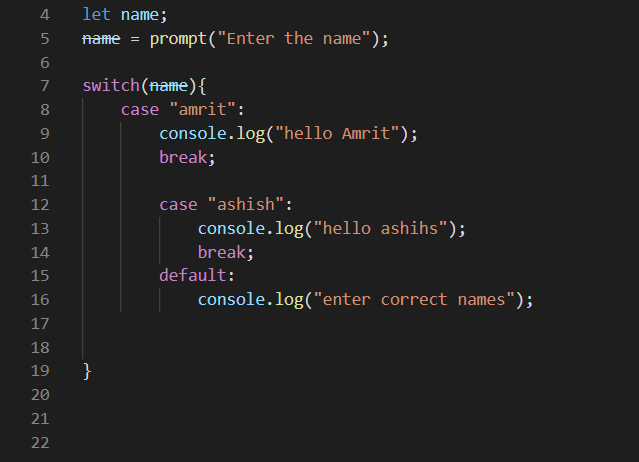 4 let name;
5 name = prompt("Enter the name");
6
7 switch(name){
8 case "amrit":
9 console.log("hello Amrit");
10 break;
11
12 case "ashish":
13 console.log("hello ashihs");
14 break;
15 default:
16 console.log("enter correct names");
17
18
19 }
20
21
22